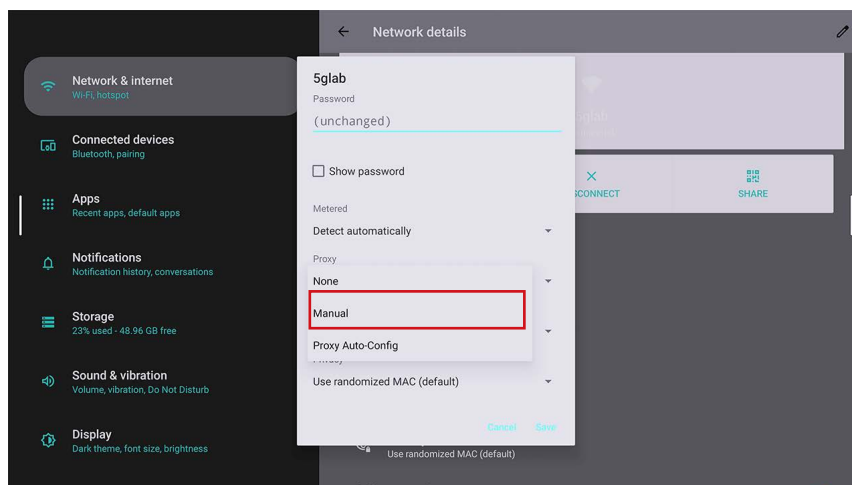 Network & internet
Wi-Fi, hotspot
Connected devices
Bluetooth, pairing
Apps
Recent apps, default apps
Notifications
Notification history, conversations
Storage
23% used - 48.96 GB free
Sound & vibration
Volume, vibration, Do Not Disturb
Display
Dark theme, font size, brightness
Network details
5glab
SCONNECT
SHARE
5glab
Password
(unchanged)
Show password
Metered
Detect automatically
Proxy
None
Manual
Proxy Auto-Config
Privacy
Use randomized MAC (default)
Cancel
Save
Use randomized MAC (default)